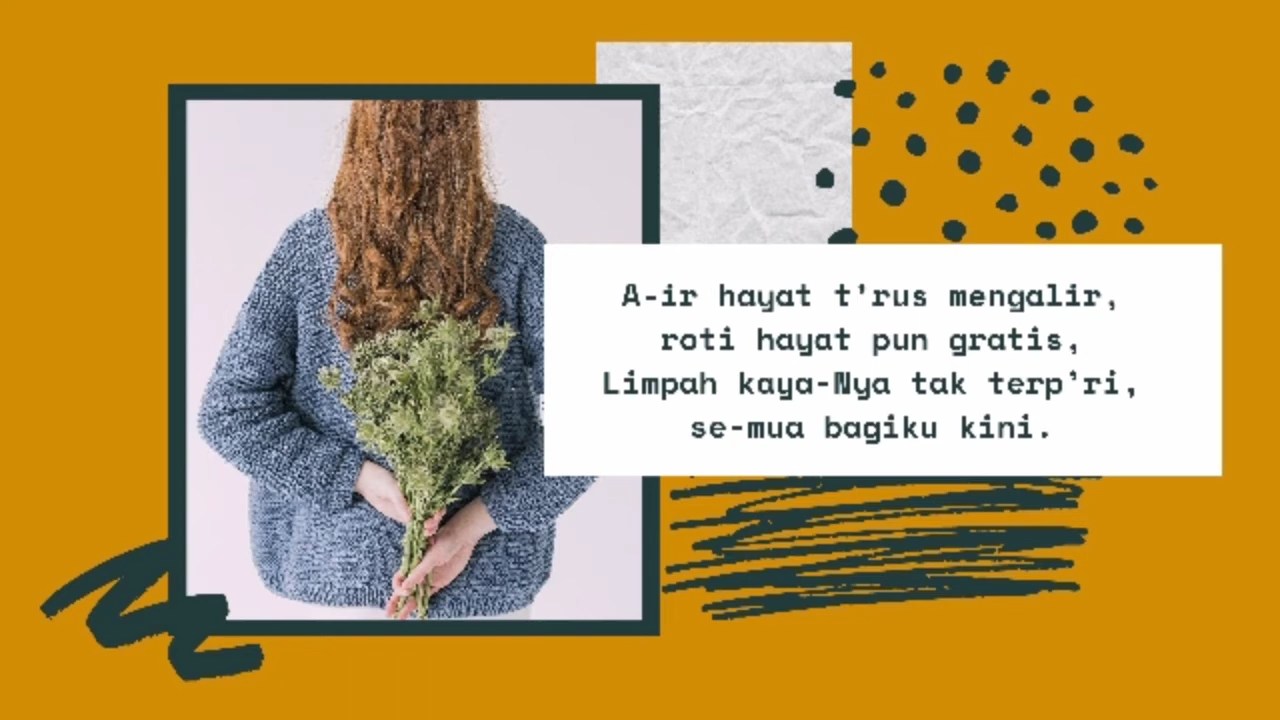 A-ir hayat t'rus mengalir,
roti hayat pun gratis,
Limpah kaya-Nya tak terp'ri,
se-mua bagiku kini.